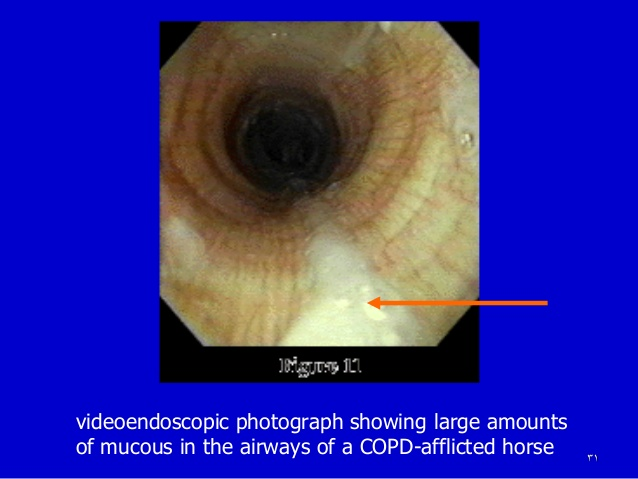 Figure 11
videoendoscopic photograph showing large amounts
of mucous in the airways of a COPD-afflicted horse
٣١